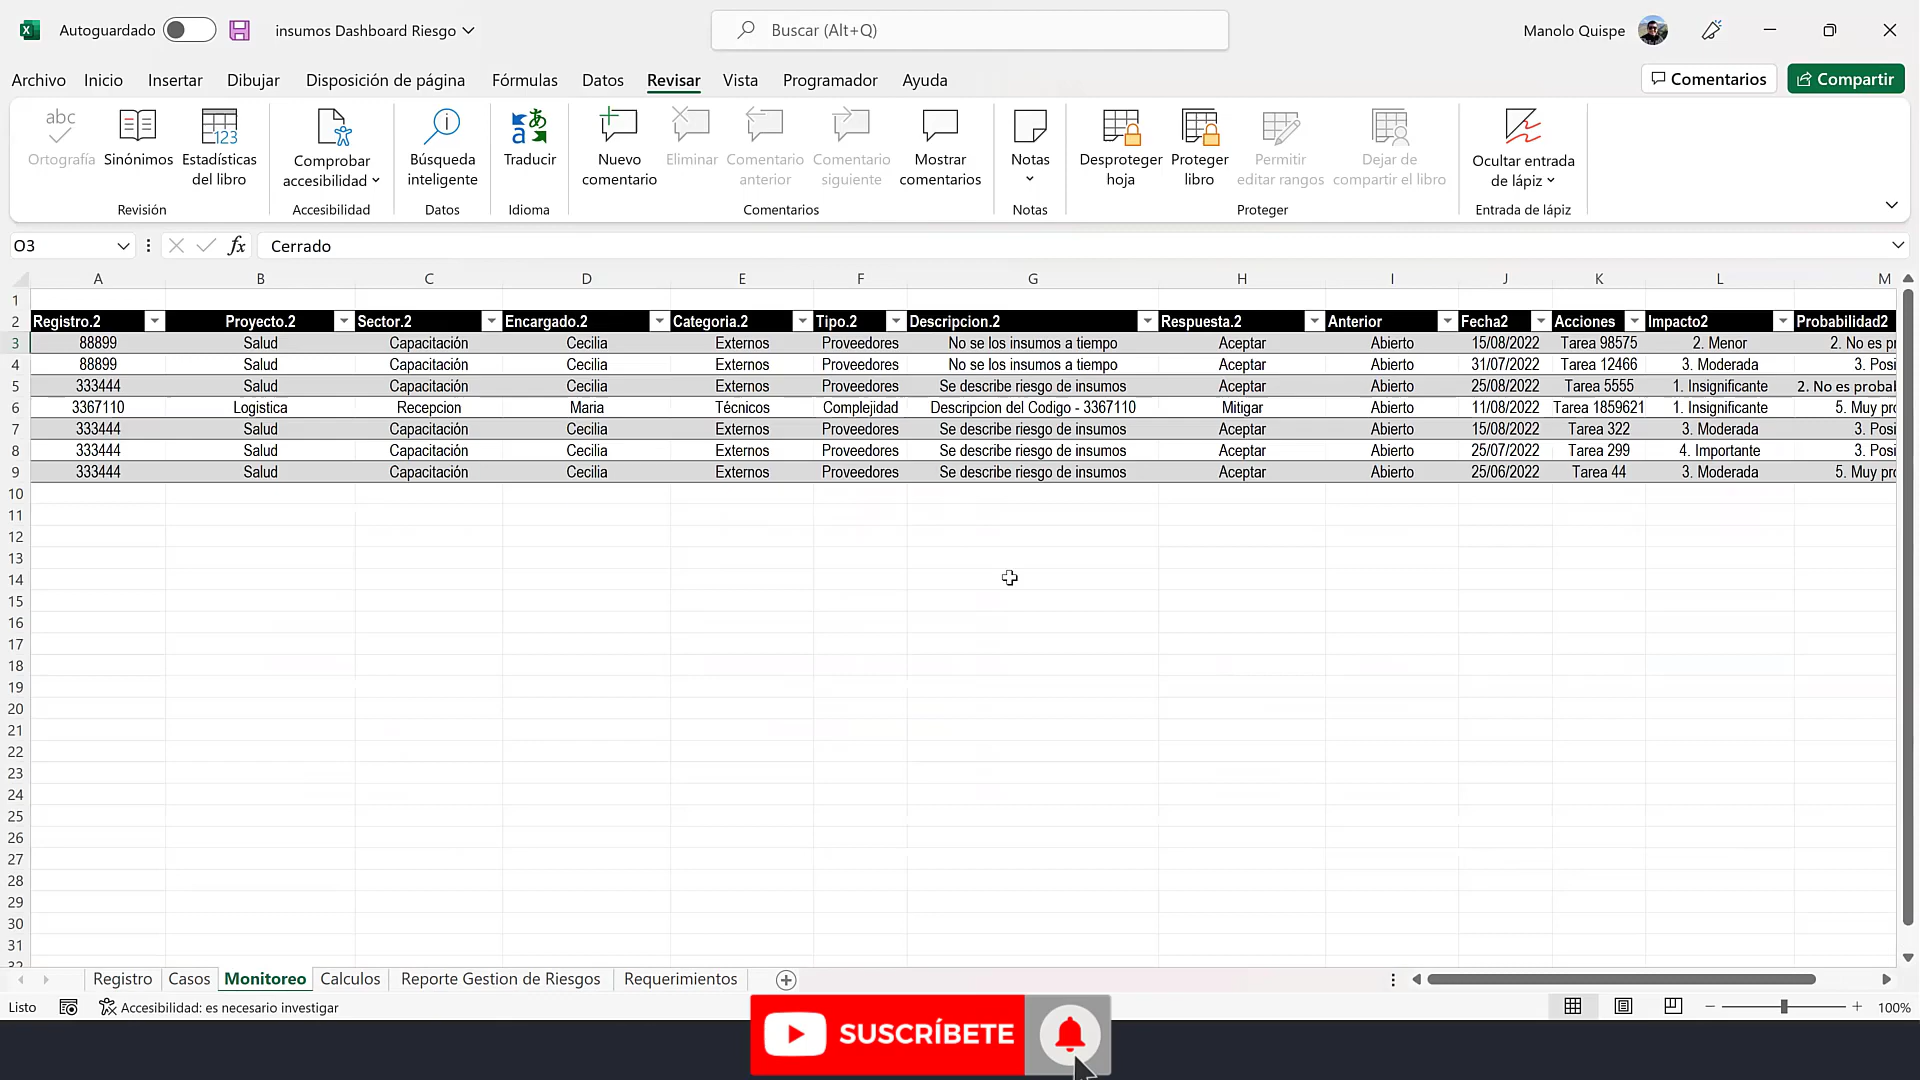 Autoguardado insumos Dashboard Riesgo Buscar (Alt+Q) Manolo Quispe
Archivo Inicio Insertar Dibujar Disposición de página Fórmulas Datos Revisar Vista Programador Ayuda Comentarios Compartir
abc 123
Ortografía Sinónimos Estadísticas del libro Comprobar accesibilidad Búsqueda inteligente Traducir Nuevo comentario Eliminar Comentario anterior Comentario siguiente Mostrar comentarios Notas Desproteger hoja Proteger libro Permitir editar rangos Dejar de compartir el libro Ocultar entrada de lápiz
Revisión Accesibilidad Datos Idioma Comentarios Notas Proteger Entrada de lápiz
O3 fx Cerrado
A B C D E F G H I J K L M
1
2 Registro.2 Proyecto.2 Sector.2 Encargado.2 Categoria.2 Tipo.2 Descripcion.2 Respuesta.2 Anterior Fecha2 Acciones Impacto2 Probabilidad2
3 88899 Salud Capacitación Cecilia Externos Proveedores No se los insumos a tiempo Aceptar Abierto 15/08/2022 Tarea 98575 2. Menor 2. No es pr
4 88899 Salud Capacitación Cecilia Externos Proveedores No se los insumos a tiempo Aceptar Abierto 31/07/2022 Tarea 12466 3. Moderada 3. Posi
5 333444 Salud Capacitación Cecilia Externos Proveedores Se describe riesgo de insumos Aceptar Abierto 25/08/2022 Tarea 5555 1. Insignificante 2. No es probal
6 3367110 Logistica Recepcion Maria Técnicos Complejidad Descripcion del Codigo - 3367110 Mitigar Abierto 11/08/2022 Tarea 1859621 1. Insignificante 5. Muy pro
7 333444 Salud Capacitación Cecilia Externos Proveedores Se describe riesgo de insumos Aceptar Abierto 15/08/2022 Tarea 322 3. Moderada 3. Posi
8 333444 Salud Capacitación Cecilia Externos Proveedores Se describe riesgo de insumos Aceptar Abierto 25/07/2022 Tarea 299 4. Importante 3. Posi
9 333444 Salud Capacitación Cecilia Externos Proveedores Se describe riesgo de insumos Aceptar Abierto 25/06/2022 Tarea 44 3. Moderada 5. Muy pro
10
11
12
13
14
15
16
17
18
19
20
21
22
23
24
25
26
27
28
29
30
31
32
Registro Casos Monitoreo Calculos Reporte Gestion de Riesgos Requerimientos
Listo Accesibilidad: es necesario investigar 100%
SUSCRÍBETE